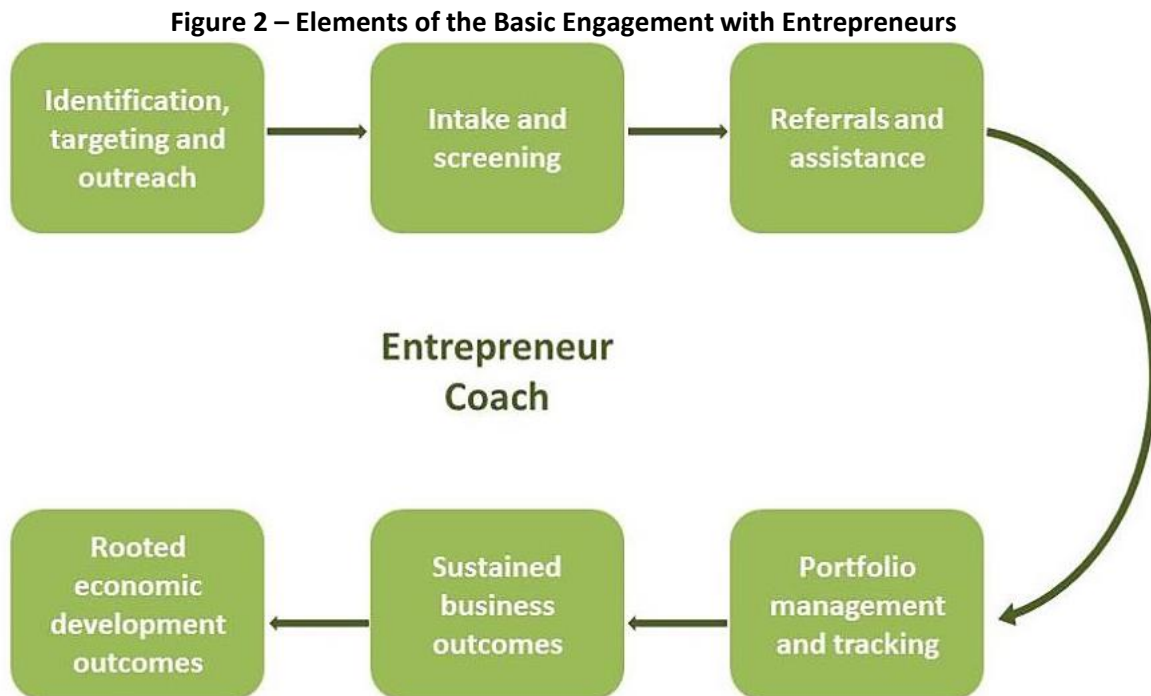 Figure 2 – Elements of the Basic Engagement with Entrepreneurs
Identification,
targeting and
outreach
Intake and
screening
Referrals and
assistance
Entrepreneur
Coach
Portfolio
management
and tracking
Sustained
business
outcomes
Rooted
economic
development
outcomes